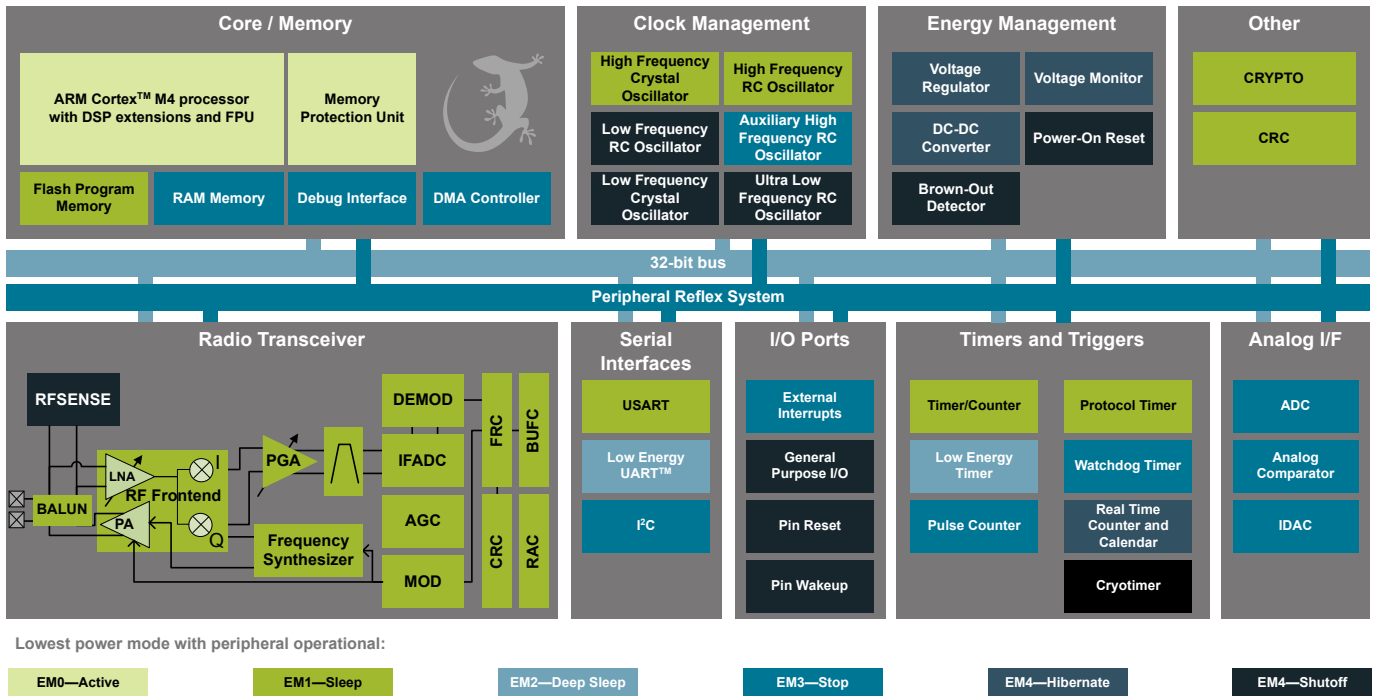 Core / Memory
ARM Cortex™ M4 processor
with DSP extensions and FPU
Memory
Protection Unit
Flash Program
Memory
RAM Memory
Debug Interface
DMA Controller
Clock Management
High Frequency
Crystal
Oscillator
High Frequency
RC Oscillator
Low Frequency
RC Oscillator
Auxiliary High
Frequency RC
Oscillator
Low Frequency
Crystal
Oscillator
Ultra Low
Frequency RC
Oscillator
Energy Management
Voltage
Regulator
Voltage Monitor
DC-DC
Converter
Power-On Reset
Brown-Out
Detector
Other
CRYPTO
CRC
32-bit bus
Peripheral Reflex System
Radio Transceiver
RFSENSE
BALUN
LNA
PA
RF Frontend
I
Q
PGA
Frequency
Synthesizer
DEMOD
IFADC
AGC
MOD
FRC
BUFC
CRC
RAC
Serial
Interfaces
USART
Low Energy
UART™
I²C
I/O Ports
External
Interrupts
General
Purpose I/O
Pin Reset
Pin Wakeup
Timers and Triggers
Timer/Counter
Protocol Timer
Low Energy
Timer
Watchdog Timer
Pulse Counter
Real Time
Counter and
Calendar
Cryotimer
Analog I/F
ADC
Analog
Comparator
IDAC
Lowest power mode with peripheral operational:
EM0—Active
EM1—Sleep
EM2—Deep Sleep
EM3—Stop
EM4—Hibernate
EM4—Shutoff